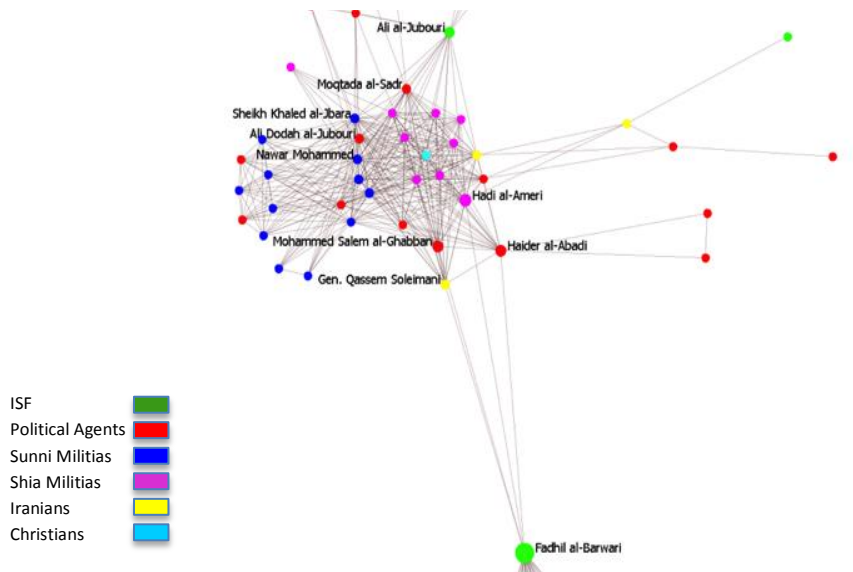 Ali al-Jubouri
Moqtada al-Sadr
Sheikh Khaled al-Jbara
Ali Dodah al-Jubouri
Nawar Mohammed
Hadi al-Ameri
Mohammed Salem al-Ghabban
Haider al-Abadi
Gen. Qassem Soleimani
ISF
Political Agents
Sunni Militias
Shia Militias
Iranians
Christians
Fadhil al-Barwari